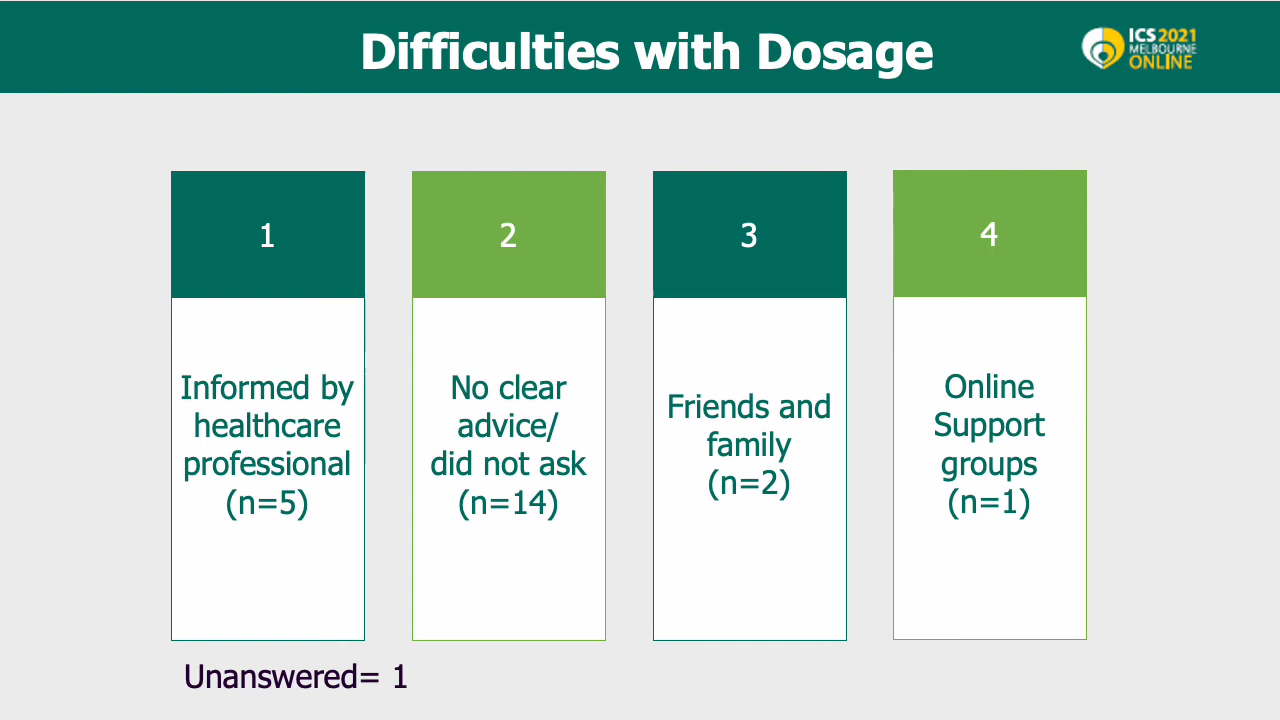 Difficulties with Dosage
ICS 2021
MELBOURNE
ONLINE
1
Informed by
healthcare
professional
(n=5)
2
No clear
advice/
did not ask
(n=14)
3
Friends and
family
(n=2)
4
Online
Support
groups
(n=1)
Unanswered= 1